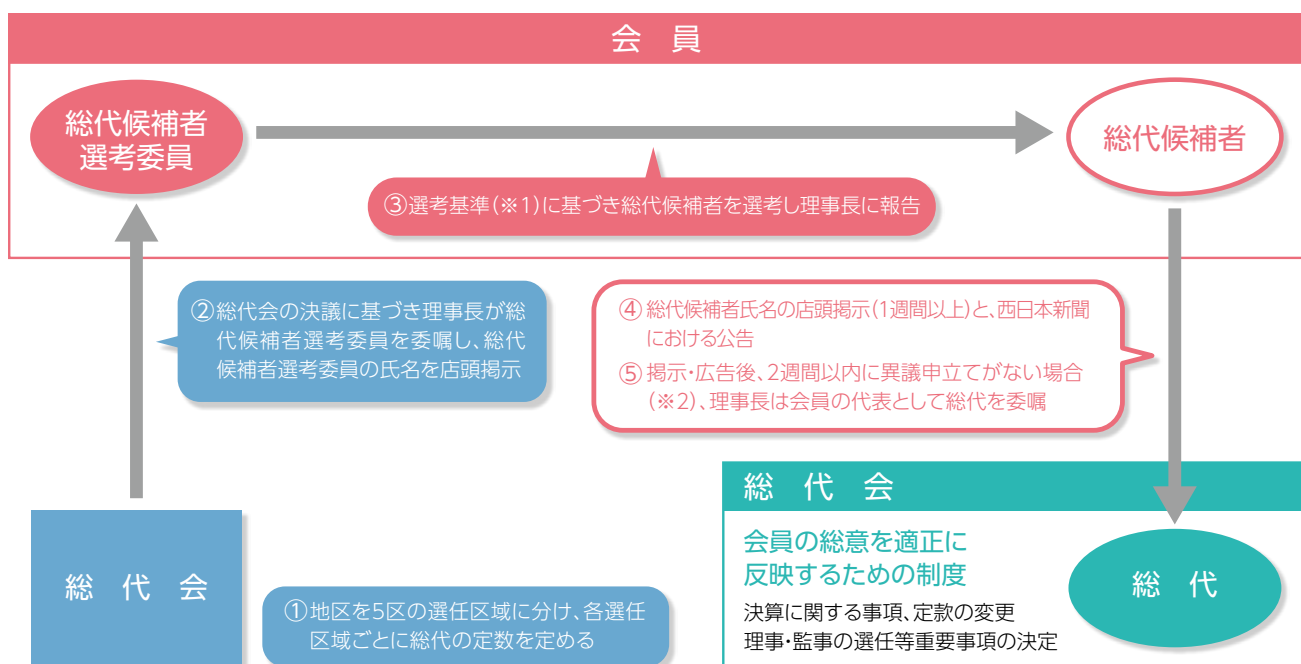 会 員
総代候補者
選考委員
総代候補者
③選考基準(※1)に基づき総代候補者を選考し理事長に報告
②総代会の決議に基づき理事長が総
代候補者選考委員を委嘱し、総代
候補者選考委員の氏名を店頭掲示
④総代候補者氏名の店頭掲示(1週間以上)と、西日本新聞
における公告
⑤掲示・広告後、2週間以内に異議申立てがない場合
(※2)、理事長は会員の代表として総代を委嘱
総 代 会
①地区を5区の選任区域に分け、各選任
区域ごとに総代の定数を定める
総 代 会
会員の総意を適正に
反映するための制度
決算に関する事項、定款の変更
理事・監事の選任等重要事項の決定
総 代